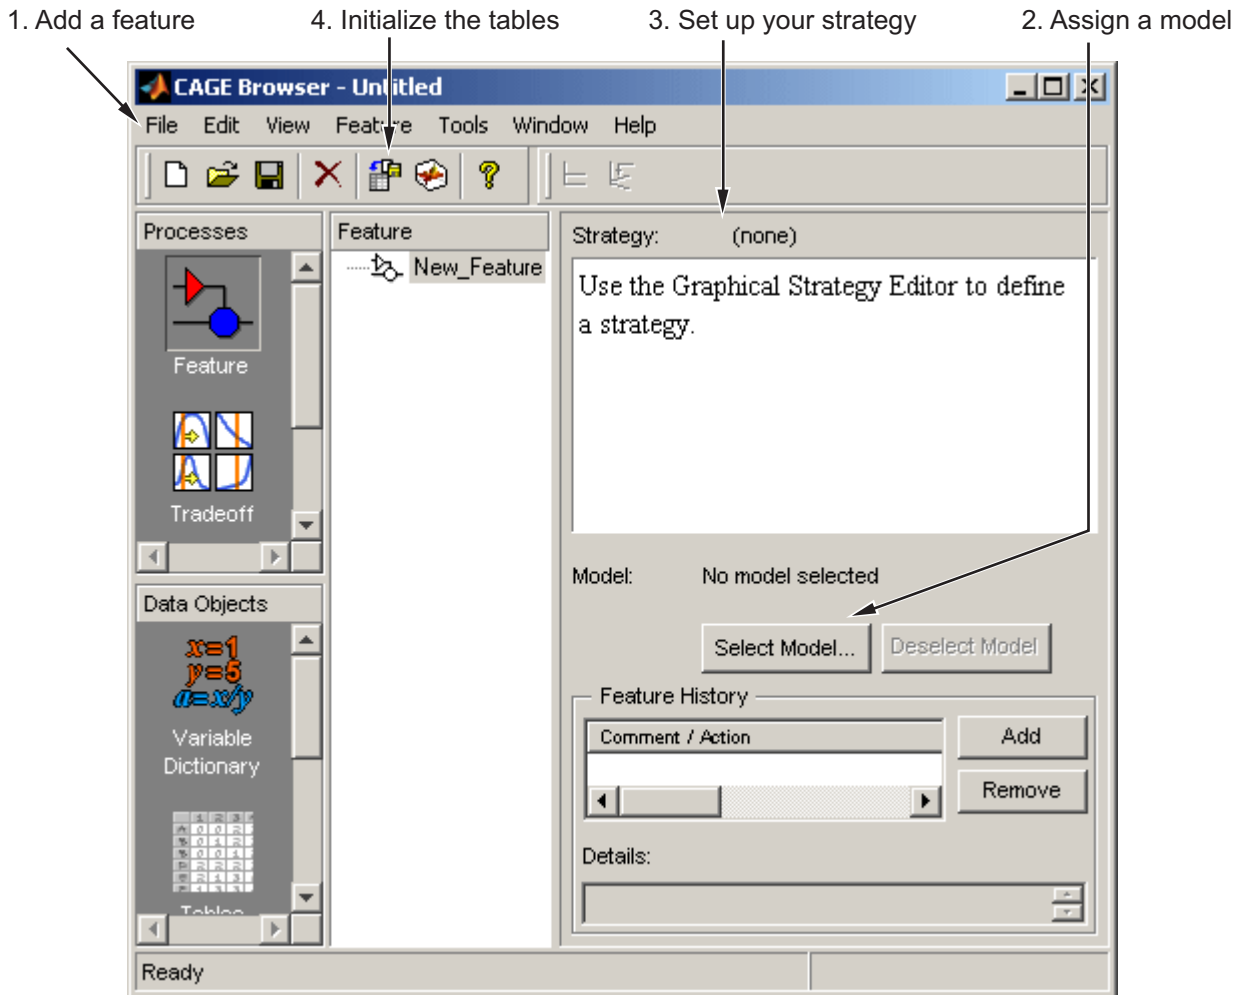 1. Add a feature
4. Initialize the tables
3. Set up your strategy
2. Assign a model
CAGE Browser - Untitled
File Edit View Feature Tools Window Help
Processes
Feature
Strategy: (none)
New_Feature
Use the Graphical Strategy Editor to define
a strategy.
Feature
Tradeoff
Model: No model selected
Data Objects
Select Model...
Deselect Model
x=1
y=5
a=x/y
Feature History
Comment / Action
Add
Variable
Dictionary
Remove
Details:
Tables
Ready